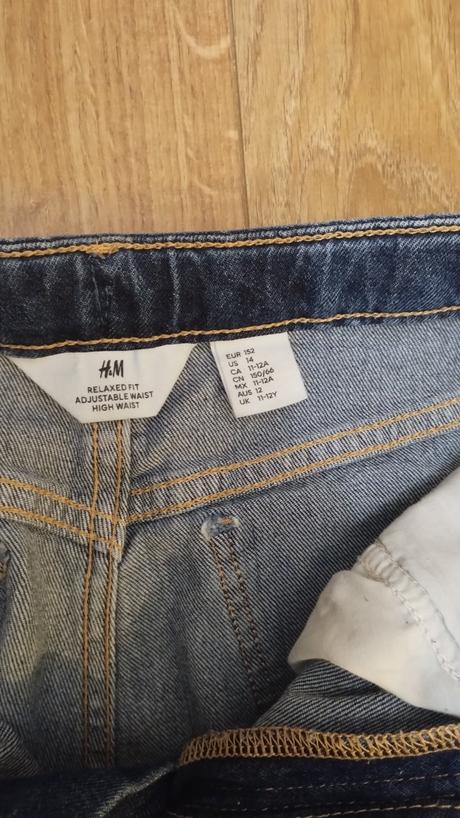 H&M
RELAXED FIT
ADJUSTABLE WAIST
HIGH WAIST
EUR 152
US 14
CA 11-12A
CN 150/66
MX 11-12A
AUS 12
UK 11-12Y